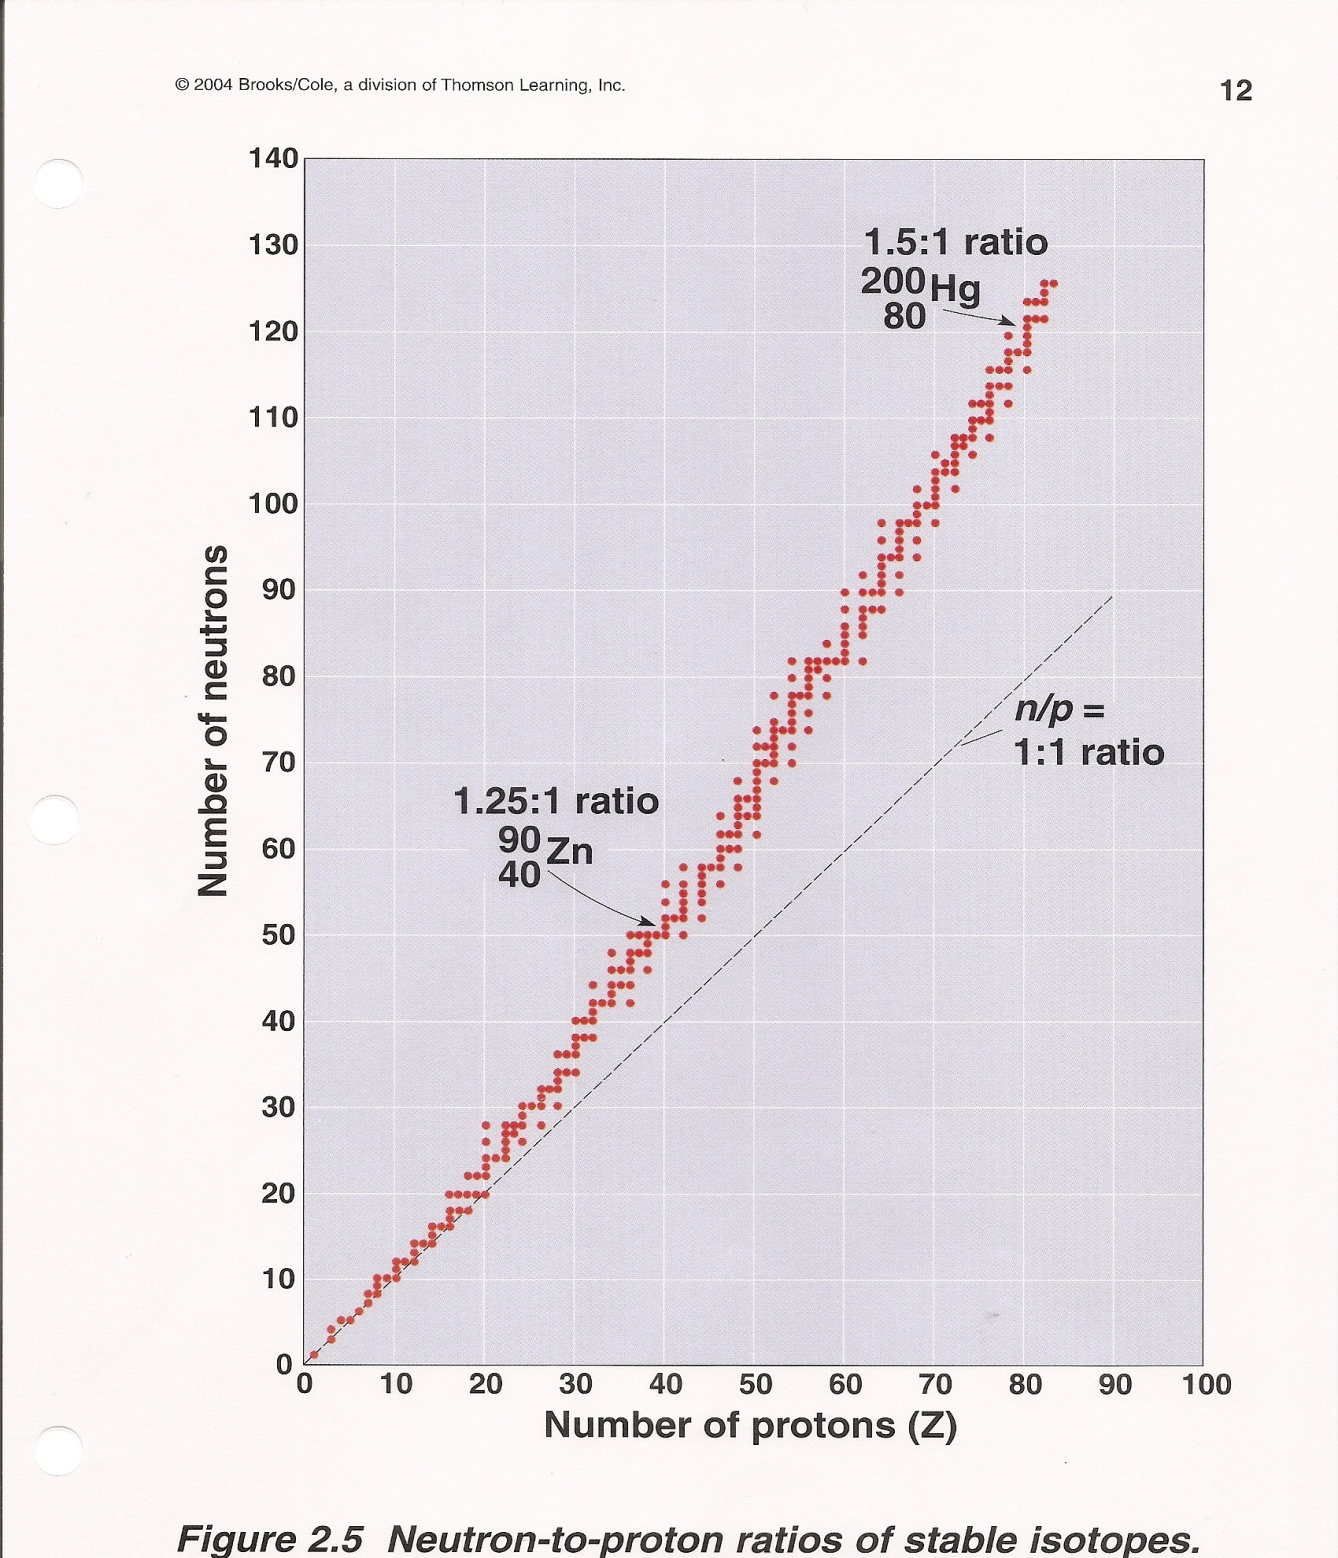 © 2004 Brooks/Cole, a division of Thomson Learning, Inc.
12
140
130
120
110
100
90
80
70
60
50
40
30
20
10
0
Number of neutrons
1.5:1 ratio
200 Hg
80
n/p =
1:1 ratio
1.25:1 ratio
90 Zn
40
0 10 20 30 40 50 60 70 80 90 100
Number of protons (Z)
Figure 2.5 Neutron-to-proton ratios of stable isotopes.